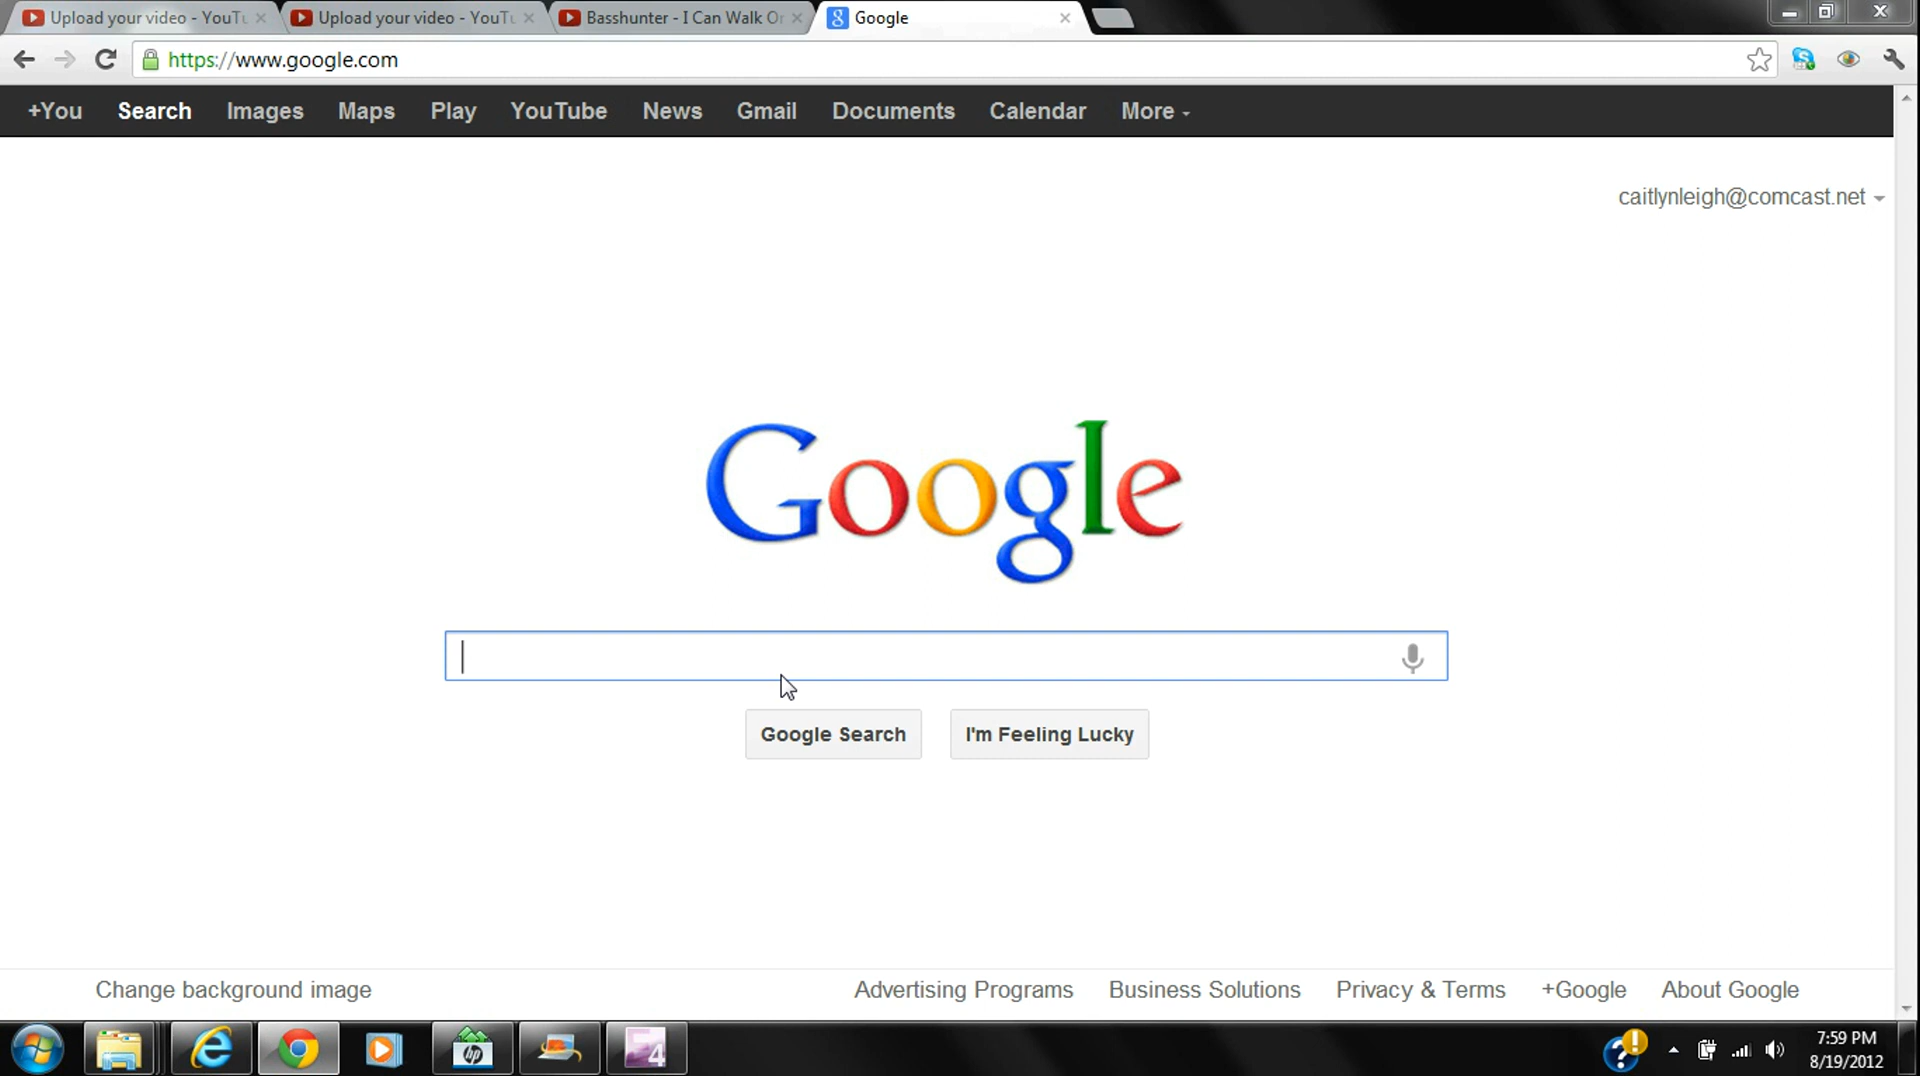 Upload your video - YouTu
Upload your video - YouTu
Basshunter - I Can Walk On
Google
https://www.google.com
+You Search Images Maps Play YouTube News Gmail Documents Calendar More
caitlynleigh@comcast.net
Google
Google Search I'm Feeling Lucky
Change background image Advertising Programs Business Solutions Privacy & Terms +Google About Google
7:59 PM
8/19/2012